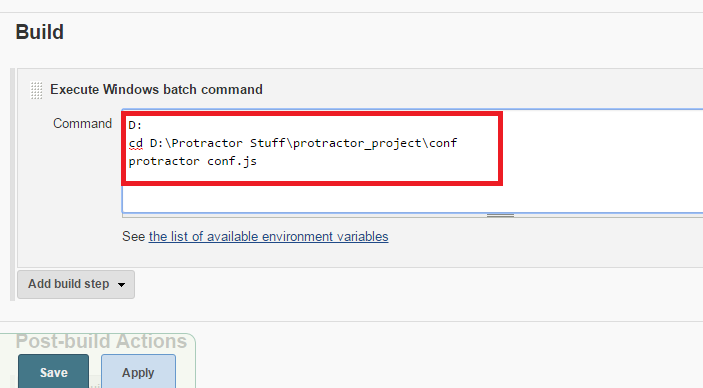 Build
Execute Windows batch command
Command
D:
cd D:\Protractor Stuff\protractor_project\conf
protractor conf.js
See the list of available environment variables
Add build step
Post-build Actions
Save
Apply